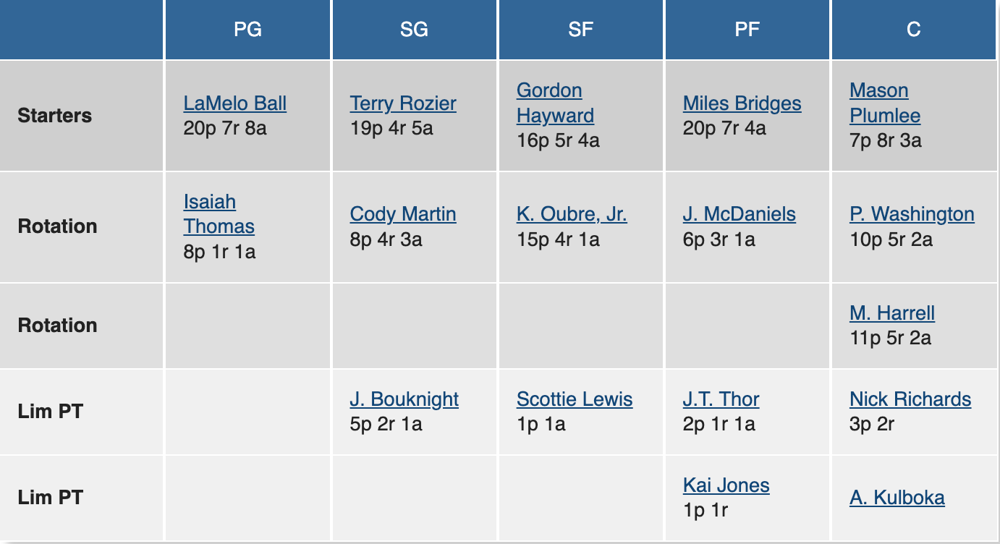 PG SG SF PF C
Starters
LaMelo Ball
20p 7r 8a
Terry Rozier
19p 4r 5a
Gordon
Hayward
16p 5r 4a
Miles Bridges
20p 7r 4a
Mason
Plumlee
7p 8r 3a
Rotation
Isaiah
Thomas
8p 1r 1a
Cody Martin
8p 4r 3a
K. Oubre, Jr.
15p 4r 1a
J. McDaniels
6p 3r 1a
P. Washington
10p 5r 2a
Rotation
M. Harrell
11p 5r 2a
Lim PT
J. Bouknight
5p 2r 1a
Scottie Lewis
1p 1a
J.T. Thor
2p 1r 1a
Nick Richards
3p 2r
Lim PT
Kai Jones
1p 1r
A. Kulboka